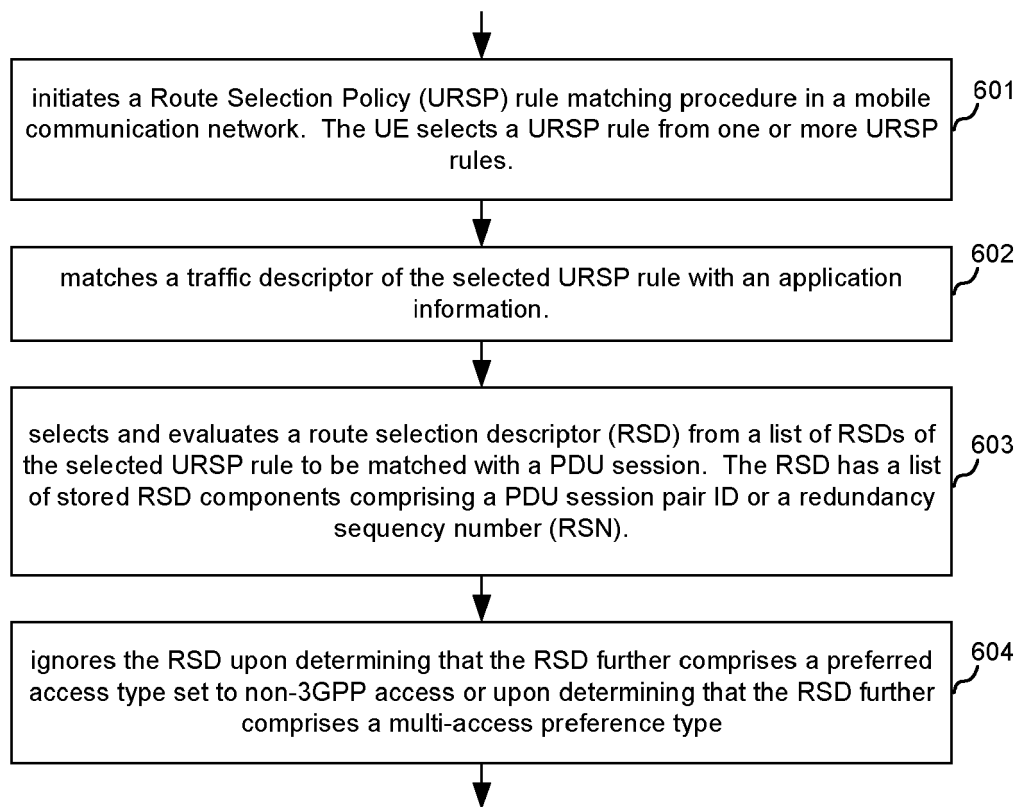 initiates a Route Selection Policy (URSP) rule matching procedure in a mobile
communication network. The UE selects a URSP rule from one or more URSP
rules.
601
matches a traffic descriptor of the selected URSP rule with an application
information.
602
selects and evaluates a route selection descriptor (RSD) from a list of RSDs of
the selected URSP rule to be matched with a PDU session. The RSD has a list
of stored RSD components comprising a PDU session pair ID or a redundancy
sequency number (RSN).
603
ignores the RSD upon determining that the RSD further comprises a preferred
access type set to non-3GPP access or upon determining that the RSD further
comprises a multi-access preference type
604